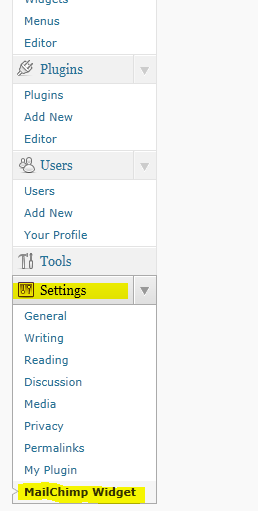 Widgets
Menus
Editor
Plugins
Plugins
Add New
Editor
Users
Users
Add New
Your Profile
Tools
Settings
General
Writing
Reading
Discussion
Media
Privacy
Permalinks
My Plugin
MailChimp Widget